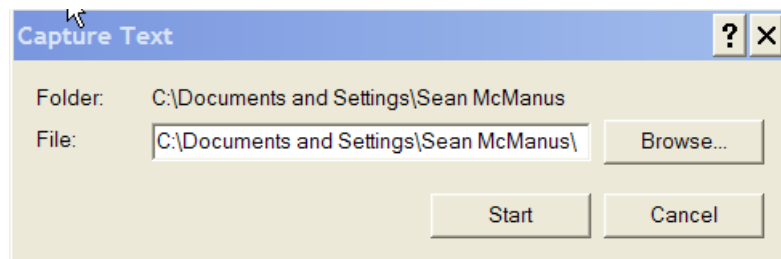 Capture Text
Folder: C:\Documents and Settings\Sean McManus
File: C:\Documents and Settings\Sean McManus\ Browse...
Start Cancel